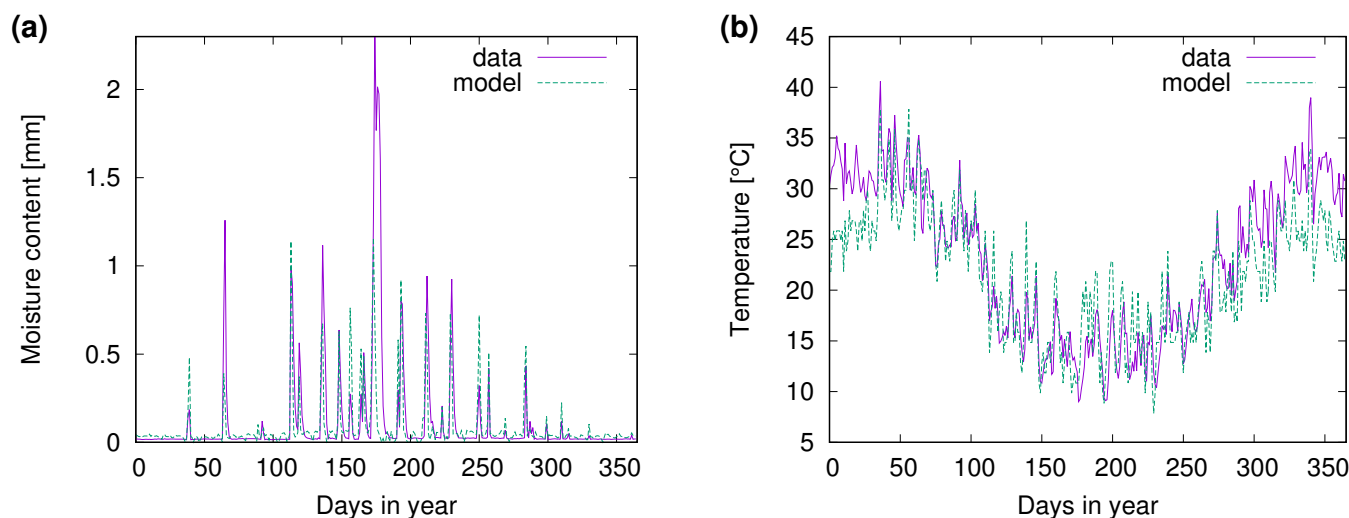 (a)
Moisture content [mm]
2
1.5
1
0.5
0
data
model
0 50 100 150 200 250 300 350
Days in year
(b)
Temperature [°C]
45
40
35
30
25
20
15
10
5
data
model
0 50 100 150 200 250 300 350
Days in year